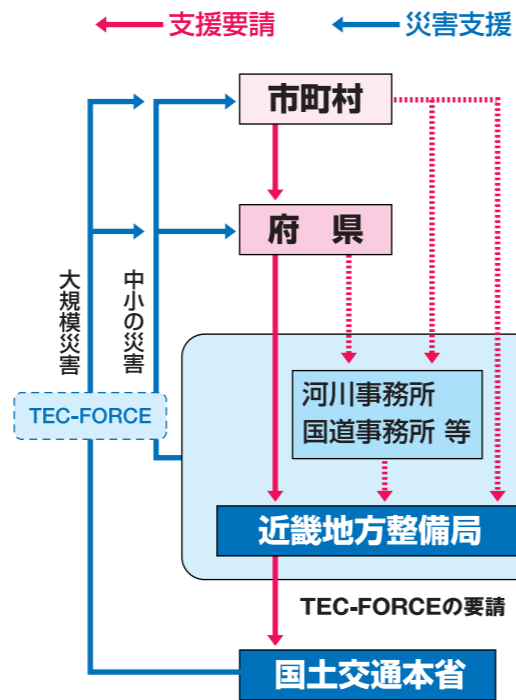 支援要請
災害支援
市町村
府　県
大規模災害
中小の災害
TEC-FORCE
河川事務所
国道事務所 等
近畿地方整備局
TEC-FORCEの要請
国土交通本省